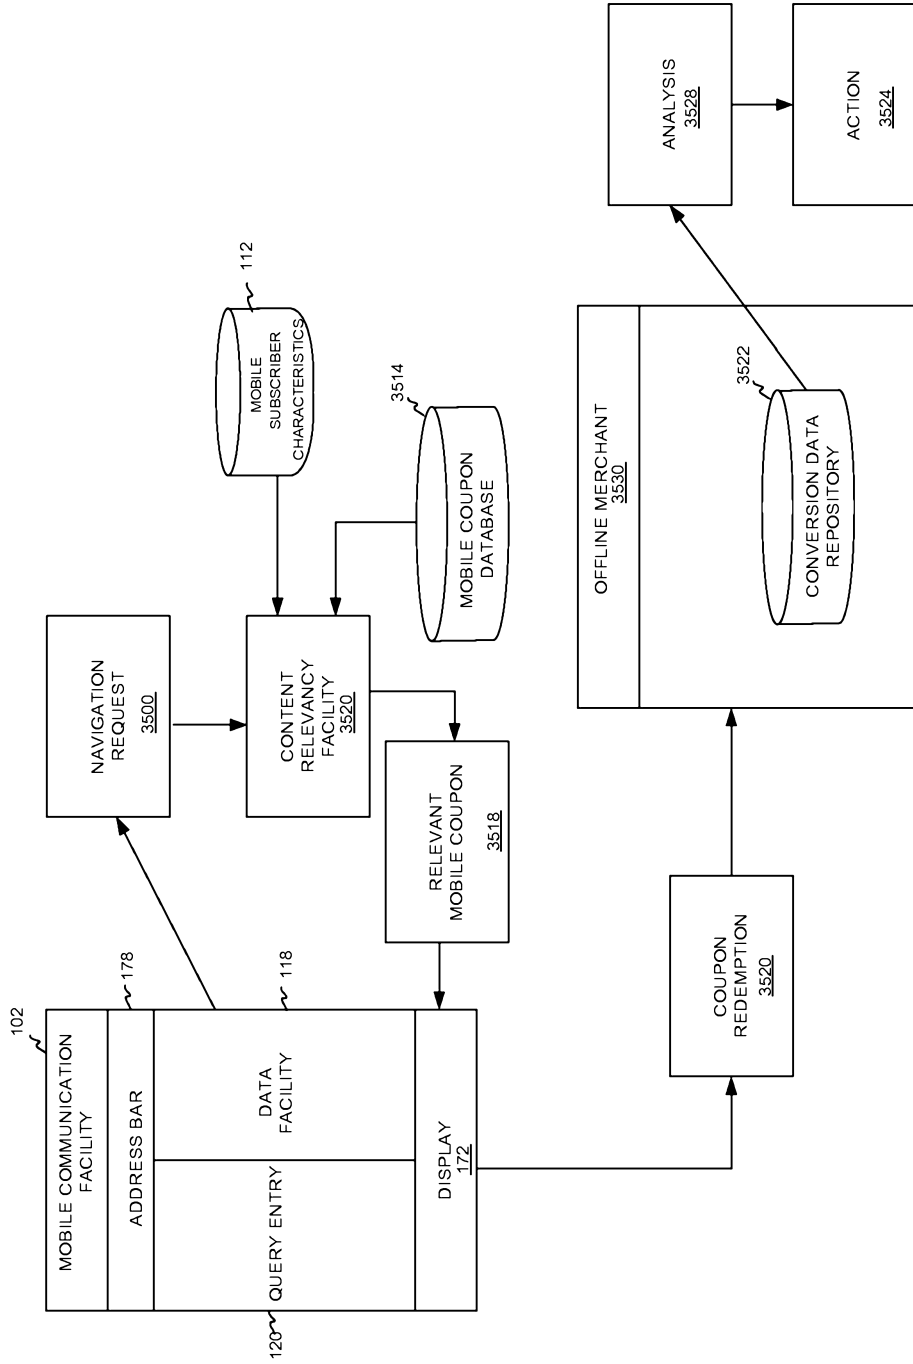 102
MOBILE COMMUNICATION
FACILITY
178
ADDRESS BAR
118
DATA
FACILITY
QUERY ENTRY
120
DISPLAY
172
NAVIGATION
REQUEST
3500
112
MOBILE
SUBSCRIBER
CHARACTERISTICS
CONTENT
RELEVANCY
FACILITY
3520
3514
MOBILE COUPON
DATABASE
RELEVANT
MOBILE COUPON
3518
COUPON
REDEMPTION
3520
OFFLINE MERCHANT
3530
3522
CONVERSION DATA
REPOSITORY
ANALYSIS
3528
ACTION
3524